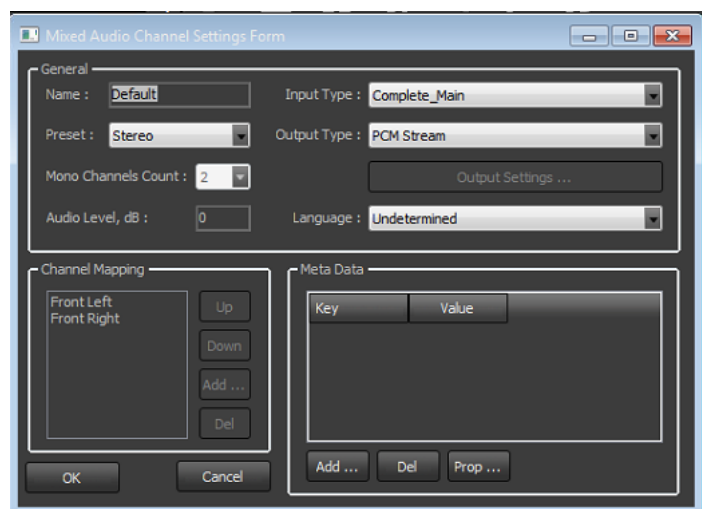 Mixed Audio Channel Settings Form
General
Name : Default Input Type : Complete_Main
Preset : Stereo Output Type : PCM Stream
Mono Channels Count : 2 Output Settings ...
Audio Level, dB : 0 Language : Undetermined
Channel Mapping Meta Data
Front Left Up Key Value
Front Right
Down
Add ...
Del
OK Cancel Add ... Del Prop ...